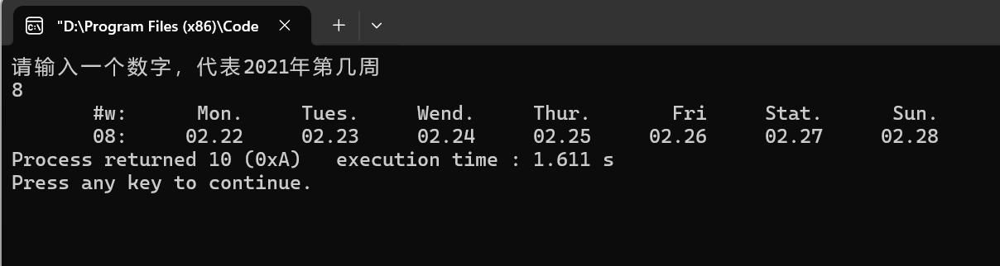 "D:\Program Files (x86)\Code
请输入一个数字，代表2021年第几周
8
#w: Mon. Tues. Wend. Thur. Fri Stat. Sun.
08: 02.22 02.23 02.24 02.25 02.26 02.27 02.28
Process returned 10 (0xA) execution time : 1.611 s
Press any key to continue.